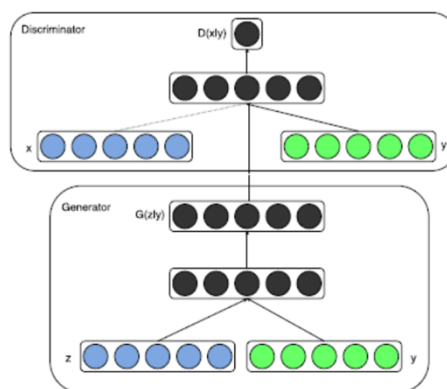 Discriminator
D(x|y)
x
y
Generator
G(z|y)
z
y